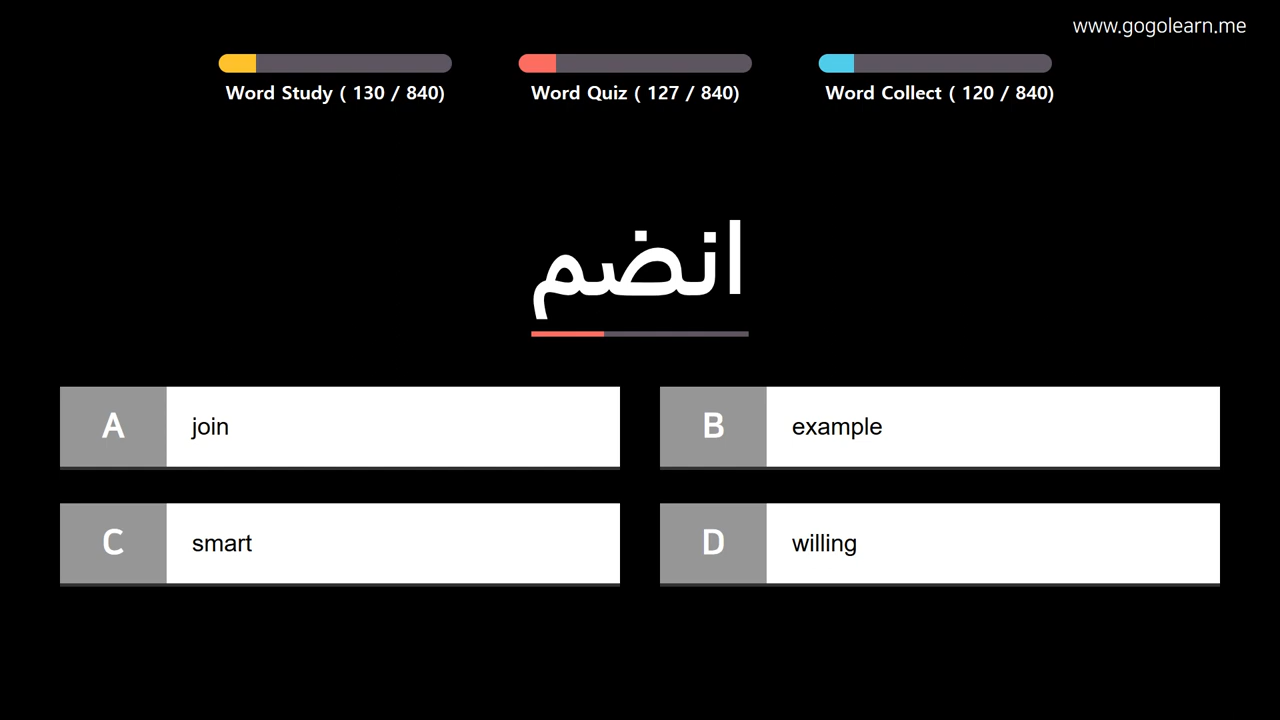 www.gogolearn.me
Word Study ( 130 / 840)
Word Quiz ( 127 / 840)
Word Collect ( 120 / 840)
انضم
A join
B example
C smart
D willing